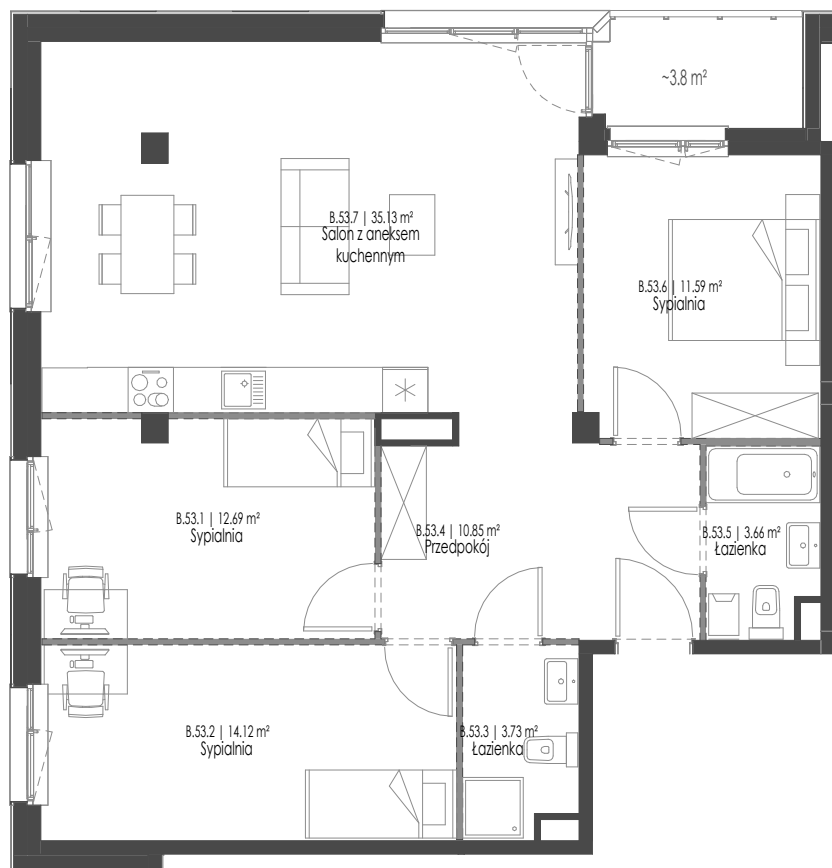 ~3.8 m²
B.53.7 | 35.13 m²
Salon z aneksem
kuchennym
B.53.6 | 11.59 m²
Sypialnia
B.53.1 | 12.69 m²
Sypialnia
B.53.4 | 10.85 m²
Przedpokój
B.53.5 | 3.66 m²
Łazienka
B.53.2 | 14.12 m²
Sypialnia
B.53.3 | 3.73 m²
Łazienka